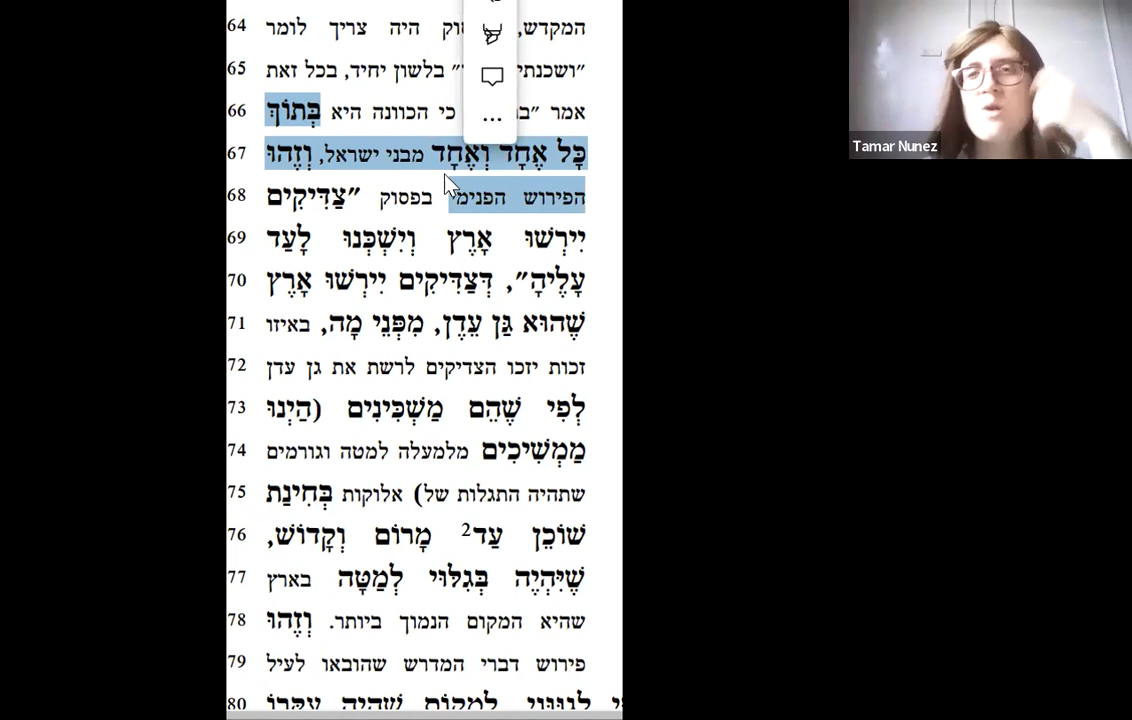 64 המקדש, היה צריך לומר
65 ״ושכנתי ״ בלשון יחיד, בכל זאת
66 אמר כי הכוונה היא בְּתוֹךְ
67 כָּל אֶחָד וְאֶחָד מבני ישראל, וְזֶהוּ
68 הפירוש הפנימי בפסוק ״צַדִּיקִים
69 יִירְשׁוּ אָרֶץ וְיִשְׁכְּנוּ לָעַד
70 עָלֶיהָ״, דְּצַדִּיקִים יִירְשׁוּ אָרֶץ
71 שֶׁהוּא גַּן עֵדֶן, מִפְּנֵי מָה, באיזו
72 זכות יזכו הצדיקים לרשת את גן עדן
73 לְפִי שֶׁהֵם מַשְׁכִּינִים (הַיְנוּ
74 מַמְשִׁיכִים מלמעלה למטה וגורמים
75 שתהיה התגלות של) אלוקות בְּחִינַת
76 שׁוֹכֵן עַד2 מָרוֹם וְקָדוֹשׁ,
77 שֶׁיִּהְיֶה בְּגִלּוּי לְמַטָּה בארץ
78 שהיא המקום הנמוך ביותר. וְזֶהוּ
79 פירוש דברי המדרש שהובאו לעיל
80 לְמָקוֹם שֶׁהָיָה עִקָּרוֹ
Tamar Nunez